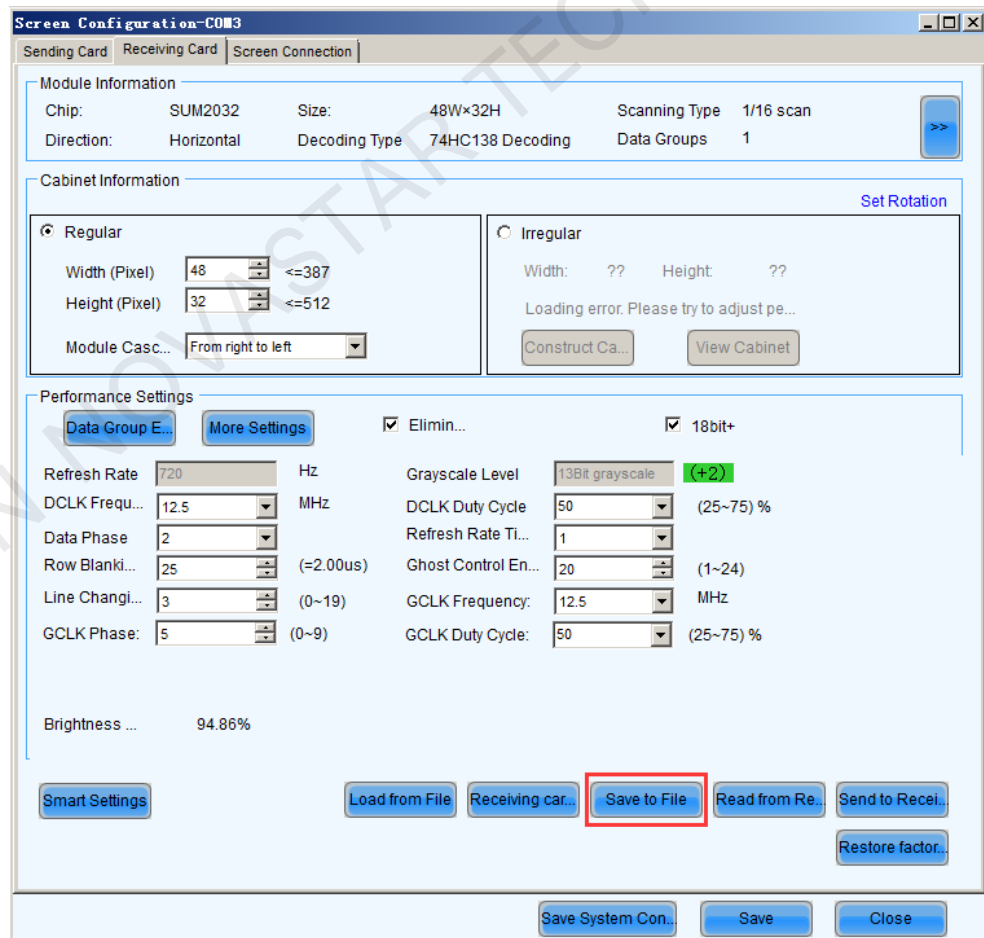 Screen Configuration-COM3
Sending Card Receiving Card Screen Connection
Module Information
Chip: SUM2032 Size: 48W×32H Scanning Type 1/16 scan
Direction: Horizontal Decoding Type 74HC138 Decoding Data Groups 1
>>
Cabinet Information
Set Rotation
Regular
Width (Pixel) 48 <=387
Height (Pixel) 32 <=512
Module Casc... From right to left
Irregular
Width: ?? Height: ??
Loading error. Please try to adjust pe...
Construct Ca... View Cabinet
Performance Settings
Data Group E... More Settings Elimin... 18bit+
Refresh Rate 720 Hz Grayscale Level 13Bit grayscale (+2)
DCLK Frequ... 12.5 MHz DCLK Duty Cycle 50 (25~75) %
Data Phase 2 Refresh Rate Ti... 1
Row Blanki... 25 (=2.00us) Ghost Control En... 20 (1~24)
Line Changi... 3 (0~19) GCLK Frequency: 12.5 MHz
GCLK Phase: 5 (0~9) GCLK Duty Cycle: 50 (25~75) %
Brightness ... 94.86%
Smart Settings Load from File Receiving car... Save to File Read from Re... Send to Recei...
Restore factor...
Save System Con... Save Close
N NOVASTAR TEC